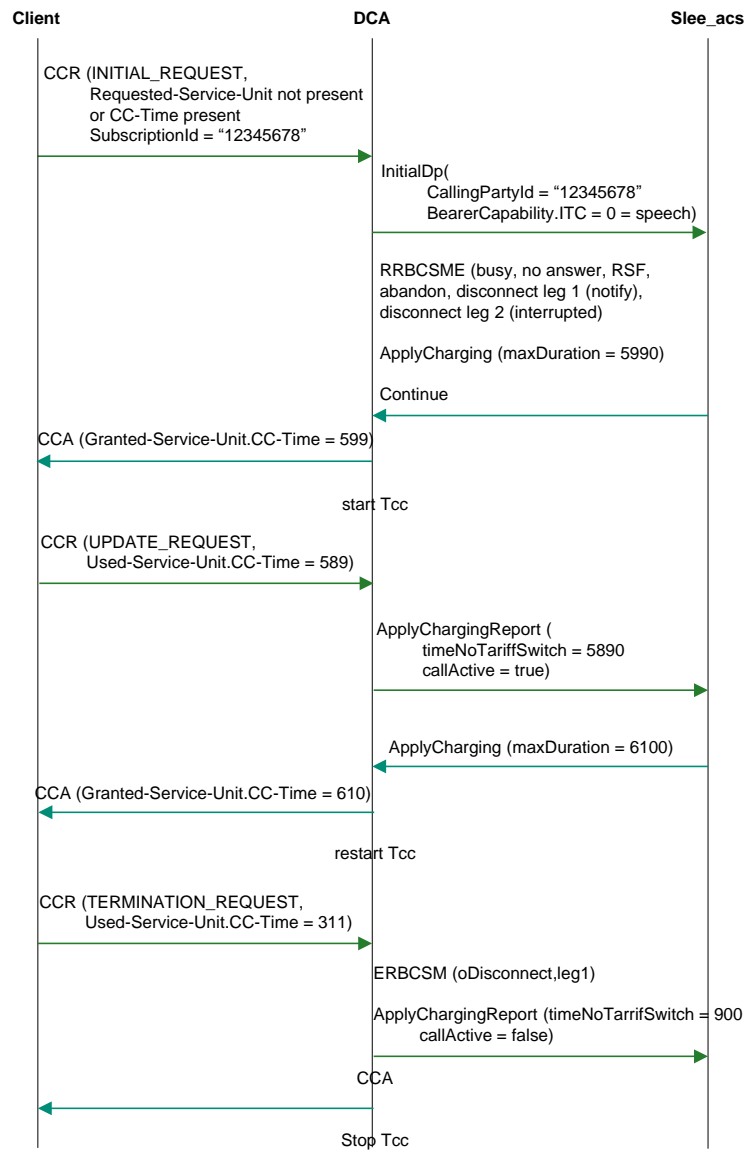 Client DCA Slee_acs
CCR (INITIAL_REQUEST,
Requested-Service-Unit not present
or CC-Time present
SubscriptionId = “12345678”
InitialDp(
CallingPartyId = “12345678”
BearerCapability.ITC = 0 = speech)
RRBCSME (busy, no answer, RSF,
abandon, disconnect leg 1 (notify),
disconnect leg 2 (interrupted)
ApplyCharging (maxDuration = 5990)
Continue
CCA (Granted-Service-Unit.CC-Time = 599)
start Tcc
CCR (UPDATE_REQUEST,
Used-Service-Unit.CC-Time = 589)
ApplyChargingReport (
timeNoTariffSwitch = 5890
callActive = true)
ApplyCharging (maxDuration = 6100)
CCA (Granted-Service-Unit.CC-Time = 610)
restart Tcc
CCR (TERMINATION_REQUEST,
Used-Service-Unit.CC-Time = 311)
ERBCSM (oDisconnect,leg1)
ApplyChargingReport (timeNoTarrifSwitch = 900
callActive = false)
CCA
Stop Tcc